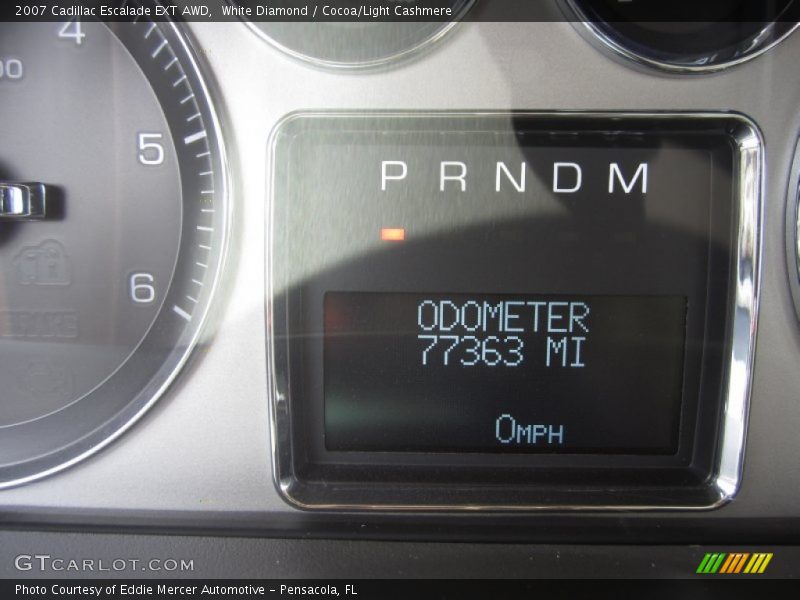 2007 Cadillac Escalade EXT AWD, White Diamond / Cocoa/Light Cashmere
4
00
5
6
P R N D M
ODOMETER
77363 MI
0MPH
GTCARLOT.COM
Photo Courtesy of Eddie Mercer Automotive - Pensacola, FL